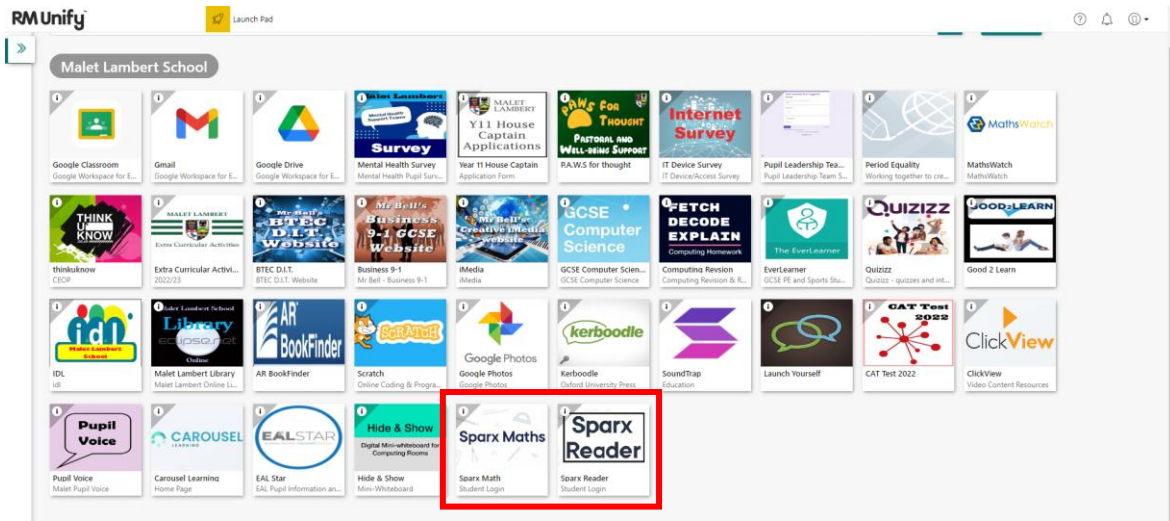 RM Unify
Launch Pad
Malet Lambert School
Malet Lambert
Mental Health
Support Teams
Survey
Mental Health Survey
Mental Health Pupil Surv...
MALET
LAMBERT
Y11 House
Captain
Applications
Year 11 House Captain
Application Form
PAWS FOR
THOUGHT
PASTORAL AND
WELL-BEING SUPPORT
P.A.W.S for thought
Internet
Survey
IT Device Survey
IT Device/Access Survey
Pupil Leadership Tea...
Pupil Leadership Team S...
Period Equality
Working together to cre...
MathsWatch
MathsWatch
MathsWatch
Google Classroom
Google Workspace for E...
Gmail
Google Workspace for E...
Google Drive
Google Workspace for E...
THINK
U
KNOW
thinkuknow
CEOP
MALET LAMBERT
Extra Curricular Activities
Extra Curricular Activi...
2022/23
Mr Bell's
BTEC
D.I.T.
Website
BTEC D.I.T.
BTEC D.I.T. Website
Mr Bell's
Business
9-1 GCSE
Website
Business 9-1
Mr Bell - Business 9-1
Mr Bell's
Creative iMedia
website
iMedia
iMedia
GCSE
Computer
Science
GCSE Computer Scien...
GCSE Computer Science
FETCH
DECODE
EXPLAIN
Computing Homework
Computing Revsion
Computing Revision & R...
The EverLearner
EverLearner
GCSE PE and Sports Stu...
QUIZIZZ
Quizizz
Quizizz - quizzes and int...
GOOD2LEARN
Good 2 Learn
idl
Malet Lambert
School
IDL
idl
Malet Lambert School
Library
eclipse.net
Online
Malet Lambert Library
Malet Lambert Online Li...
AR
BookFinder
AR BookFinder
SCRATCH
Scratch
Online Coding & Progra...
Google Photos
Google Photos
Google Photos
kerboodle
Kerboodle
Oxford University Press
SoundTrap
Education
Launch Yourself
CAT Test
2022
CAT Test 2022
ClickView
ClickView
Video Content Resources
Pupil
Voice
Pupil Voice
Malet Pupil Voice
CAROUSEL
LEARNING
Carousel Learning
Home Page
EALSTAR
EAL Star
EAL Pupil Information an...
Hide & Show
Digital Mini-whiteboard for
Computing Rooms
Hide & Show
Mini-Whiteboard
Sparx Maths
Sparx Math
Student Login
Sparx
Reader
Sparx Reader
Student Login